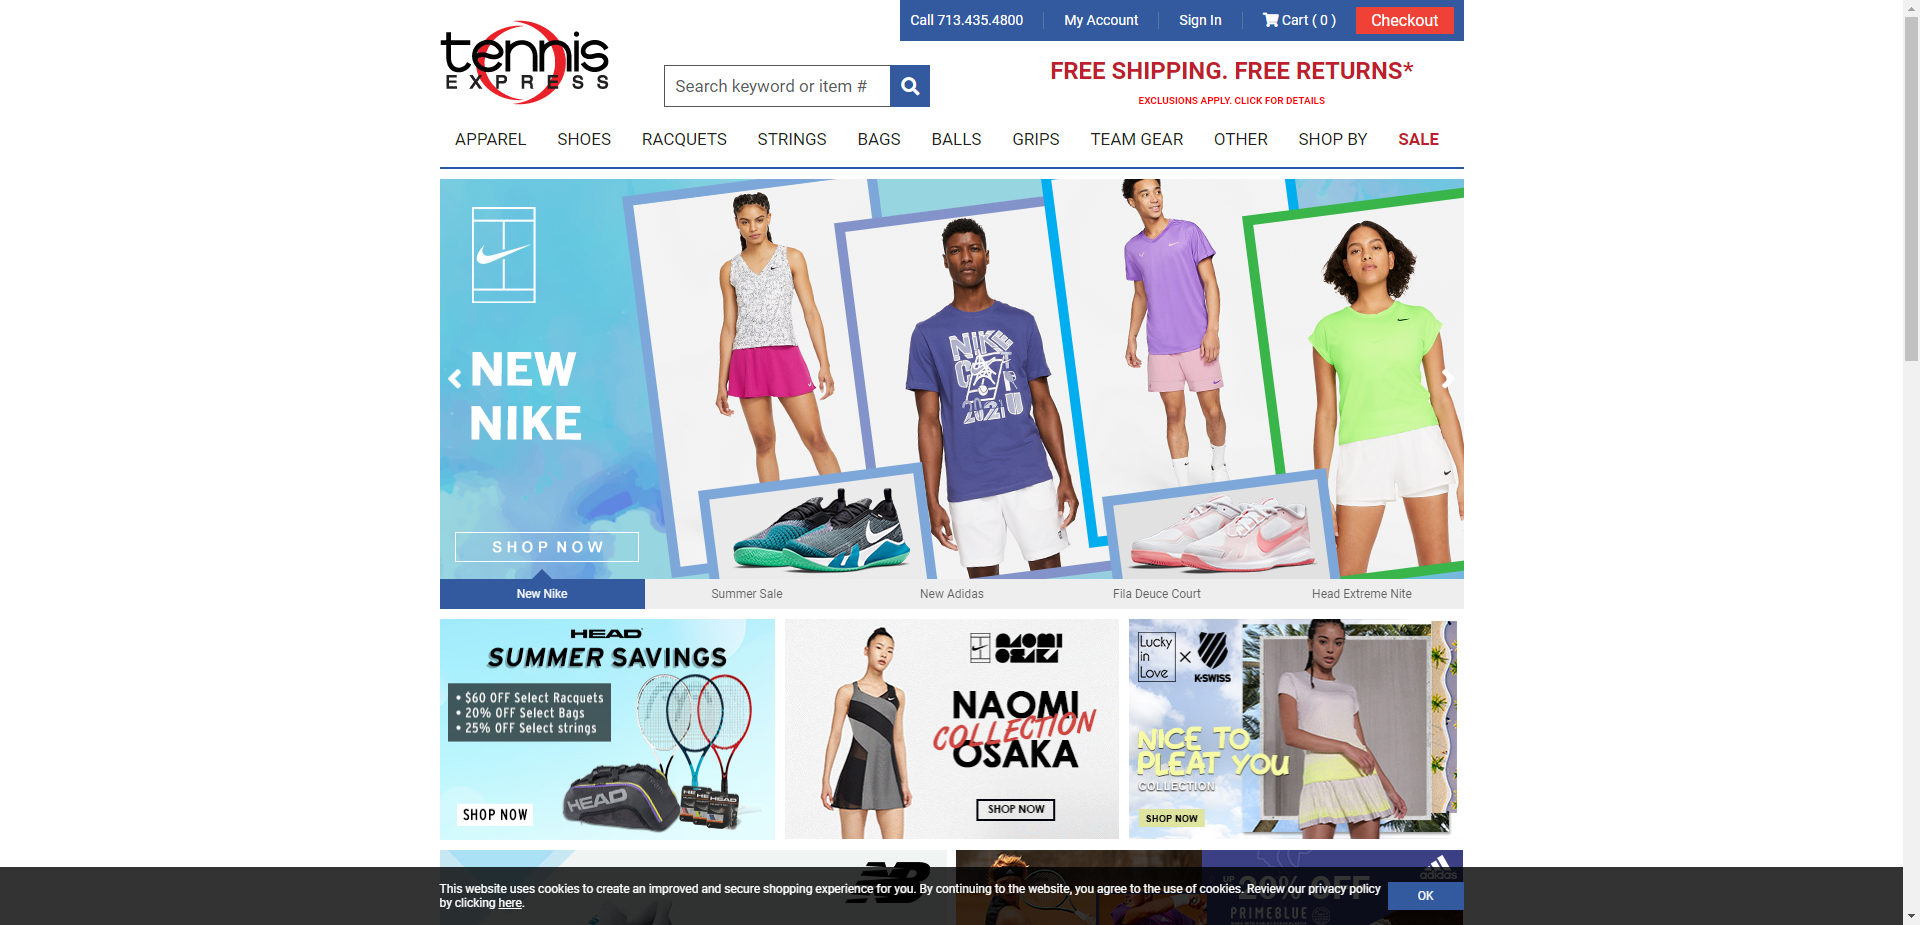 Call 713.435.4800
My Account
Sign In
Cart ( 0 )
Checkout
tennis
EXPRESS
Search keyword or item #
FREE SHIPPING. FREE RETURNS*
EXCLUSIONS APPLY. CLICK FOR DETAILS
APPAREL SHOES RACQUETS STRINGS BAGS BALLS GRIPS TEAM GEAR OTHER SHOP BY SALE
NEW
NIKE
SHOP NOW
NIKE
2021
New Nike
Summer Sale
New Adidas
Fila Deuce Court
Head Extreme Nite
HEAD
SUMMER SAVINGS
• $60 OFF Select Racquets
• 20% OFF Select Bags
• 25% OFF Select strings
HEAD
SHOP NOW
NAOMI
OSAKA
NAOMI
COLLECTION
OSAKA
SHOP NOW
Lucky
in
Love
X
K-SWISS
NICE TO
PLEAT YOU
COLLECTION
SHOP NOW
NB
adidas
UP
20% OFF
PRIMEBLUE
This website uses cookies to create an improved and secure shopping experience for you. By continuing to the website, you agree to the use of cookies. Review our privacy policy
by clicking here.
OK